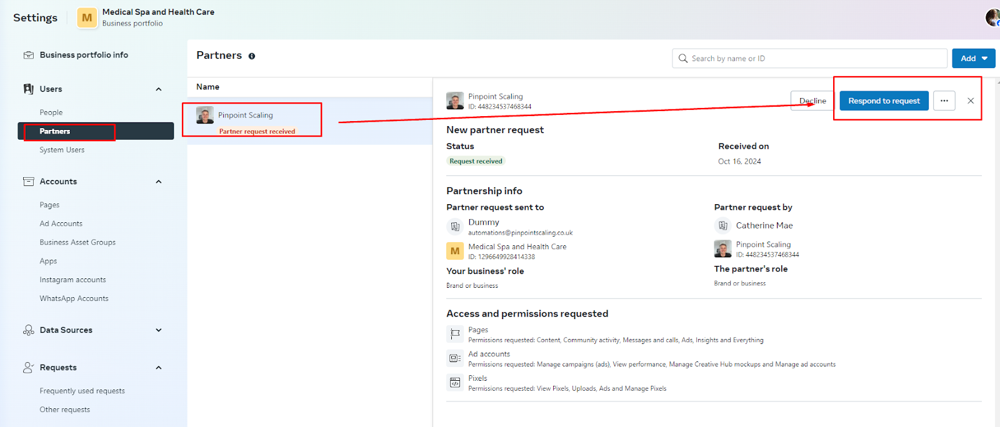 Settings
M
Medical Spa and Health Care
Business portfolio
Business portfolio info
Users
People
Partners
System Users
Accounts
Pages
Ad Accounts
Business Asset Groups
Apps
Instagram accounts
WhatsApp Accounts
Data Sources
Requests
Frequently used requests
Other requests
Partners
Search by name or ID
Add
Name
Pinpoint Scaling
Partner request received
Pinpoint Scaling
ID: 448234537468344
Decline
Respond to request
New partner request
Status
Request received
Received on
Oct 16, 2024
Partnership info
Partner request sent to
Dummy
automations@pinpointscaling.co.uk
M
Medical Spa and Health Care
ID: 1296649928414338
Your business' role
Brand or business
Partner request by
Catherine Mae
Pinpoint Scaling
ID: 448234537468344
The partner's role
Brand or business
Access and permissions requested
Pages
Permissions requested: Content, Community activity, Messages and calls, Ads, Insights and Everything
Ad accounts
Permissions requested: Manage campaigns (ads), View performance, Manage Creative Hub mockups and Manage ad accounts
Pixels
Permissions requested: View Pixels, Uploads, Ads and Manage Pixels